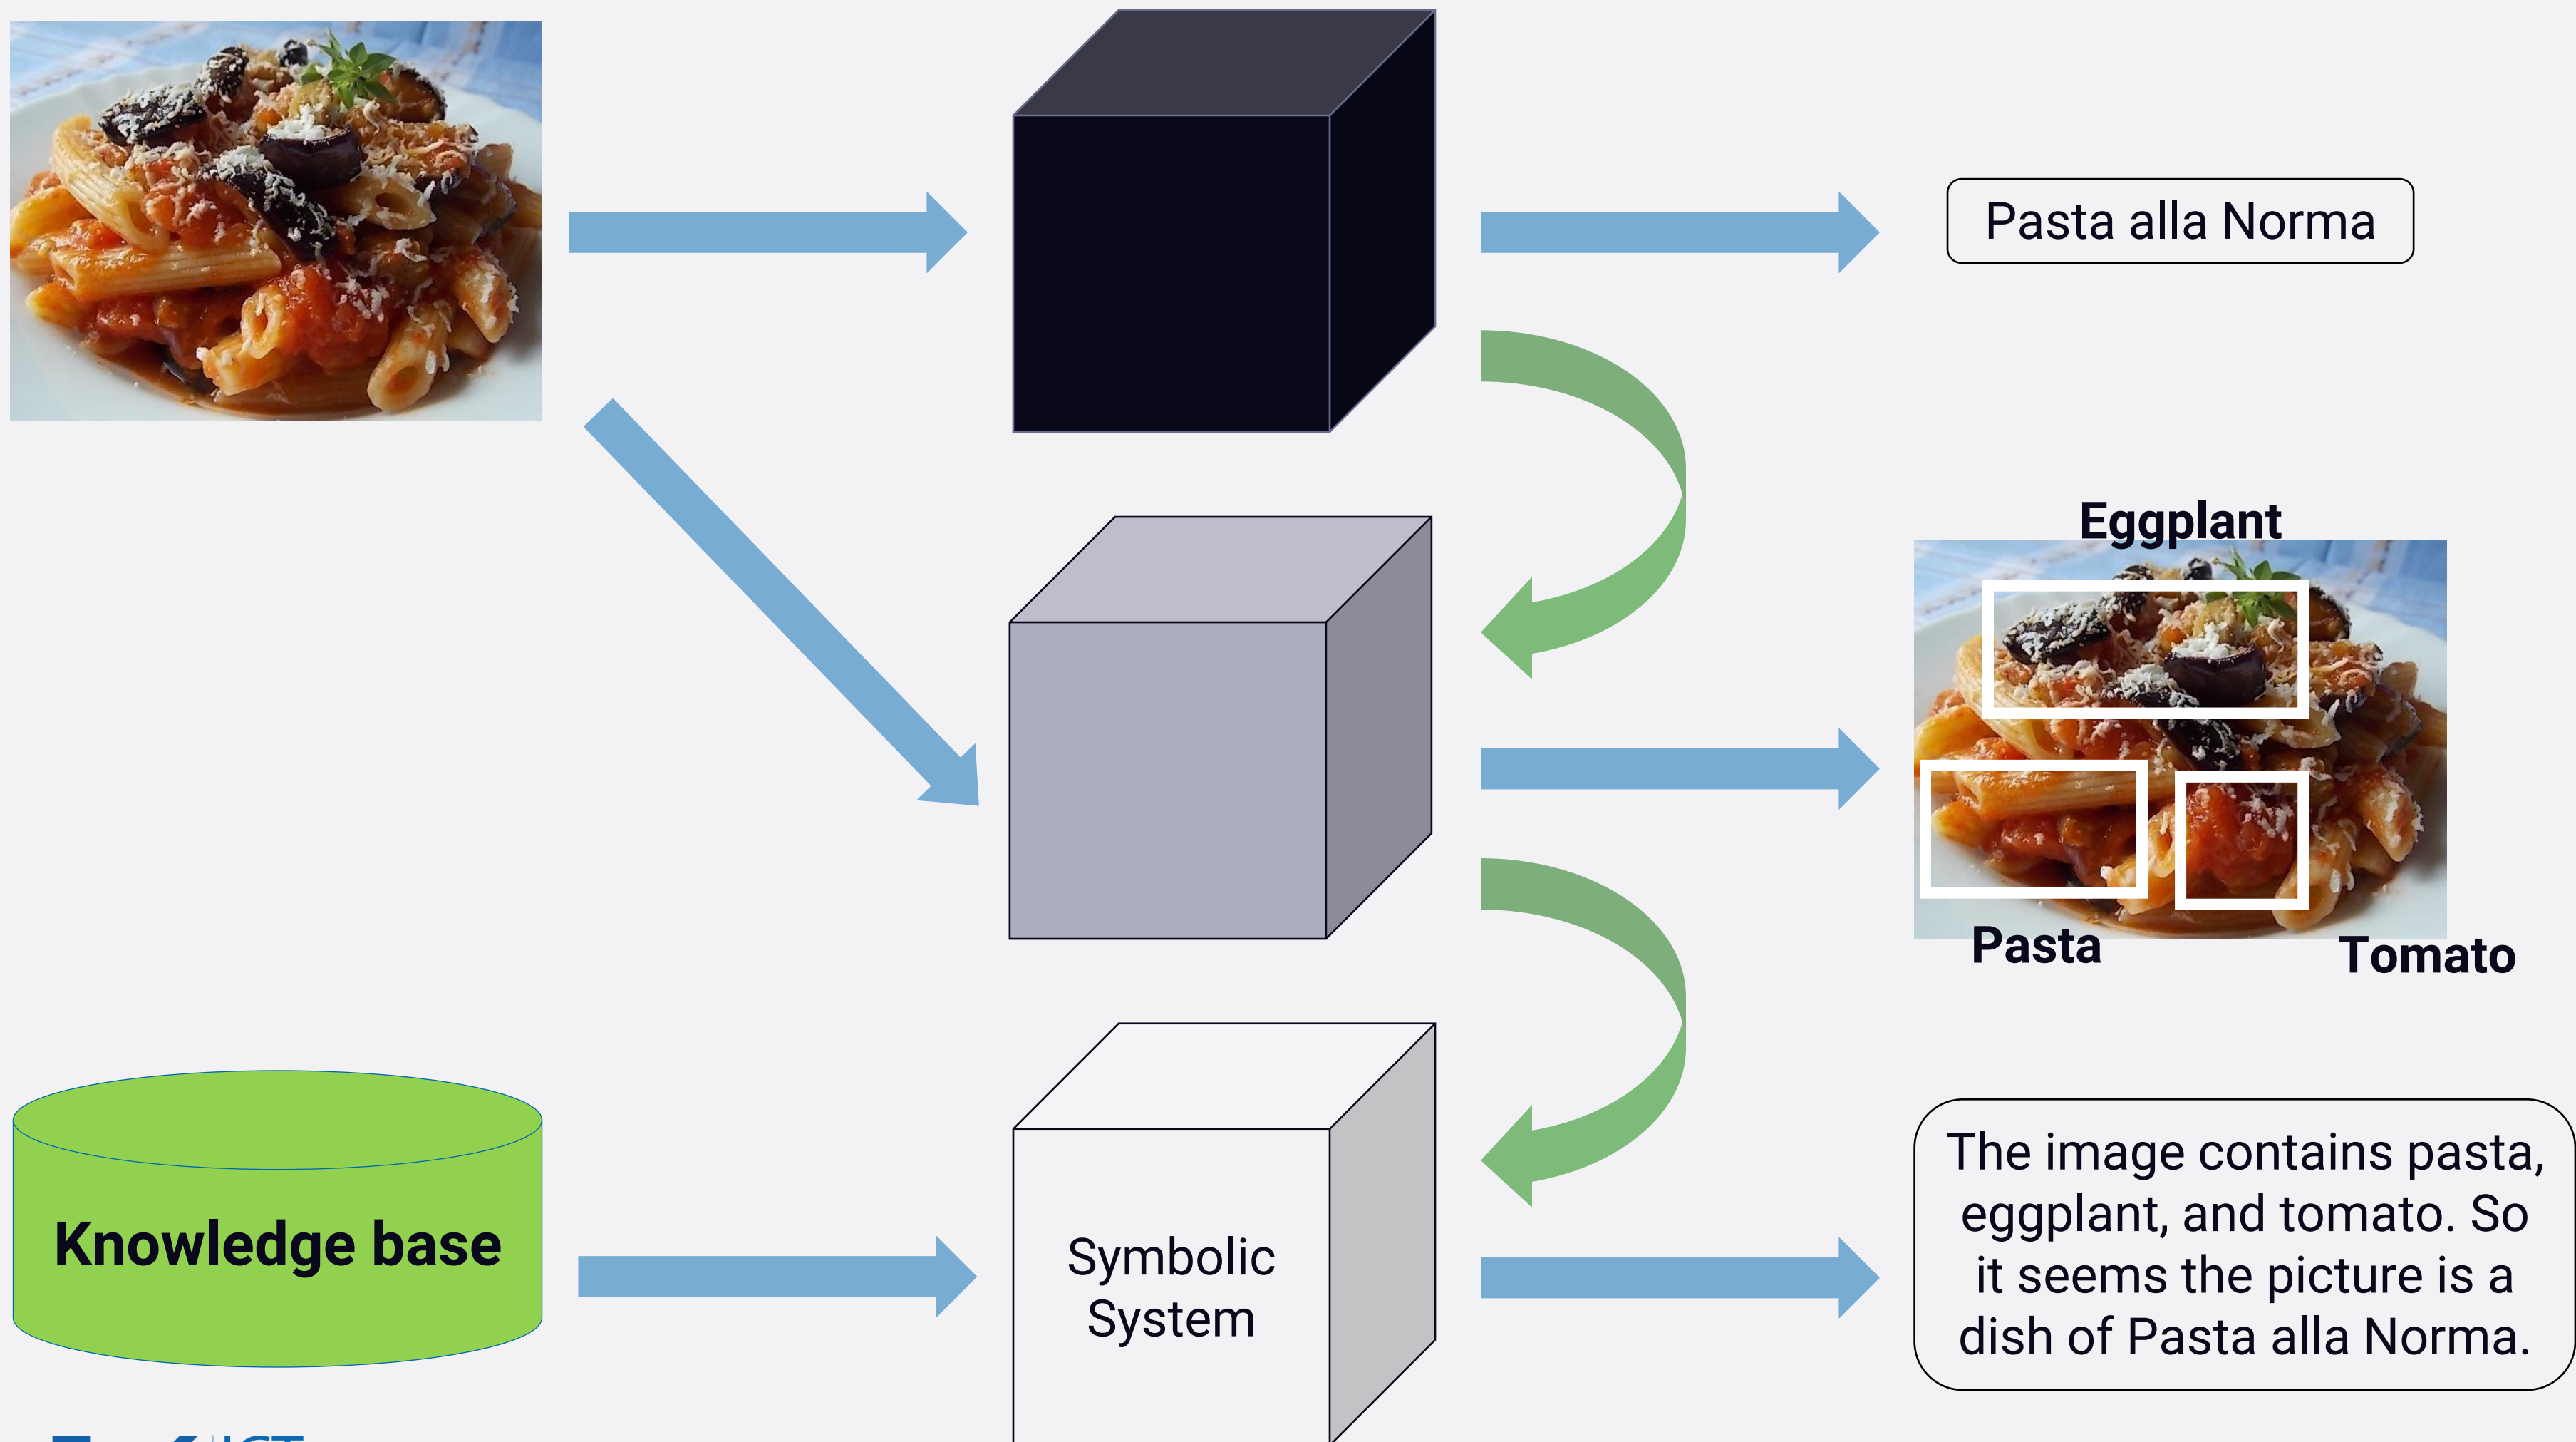 Pasta alla Norma
Eggplant
Pasta
Tomato
Knowledge base
Symbolic
System
The image contains pasta,
eggplant, and tomato. So
it seems the picture is a
dish of Pasta alla Norma.